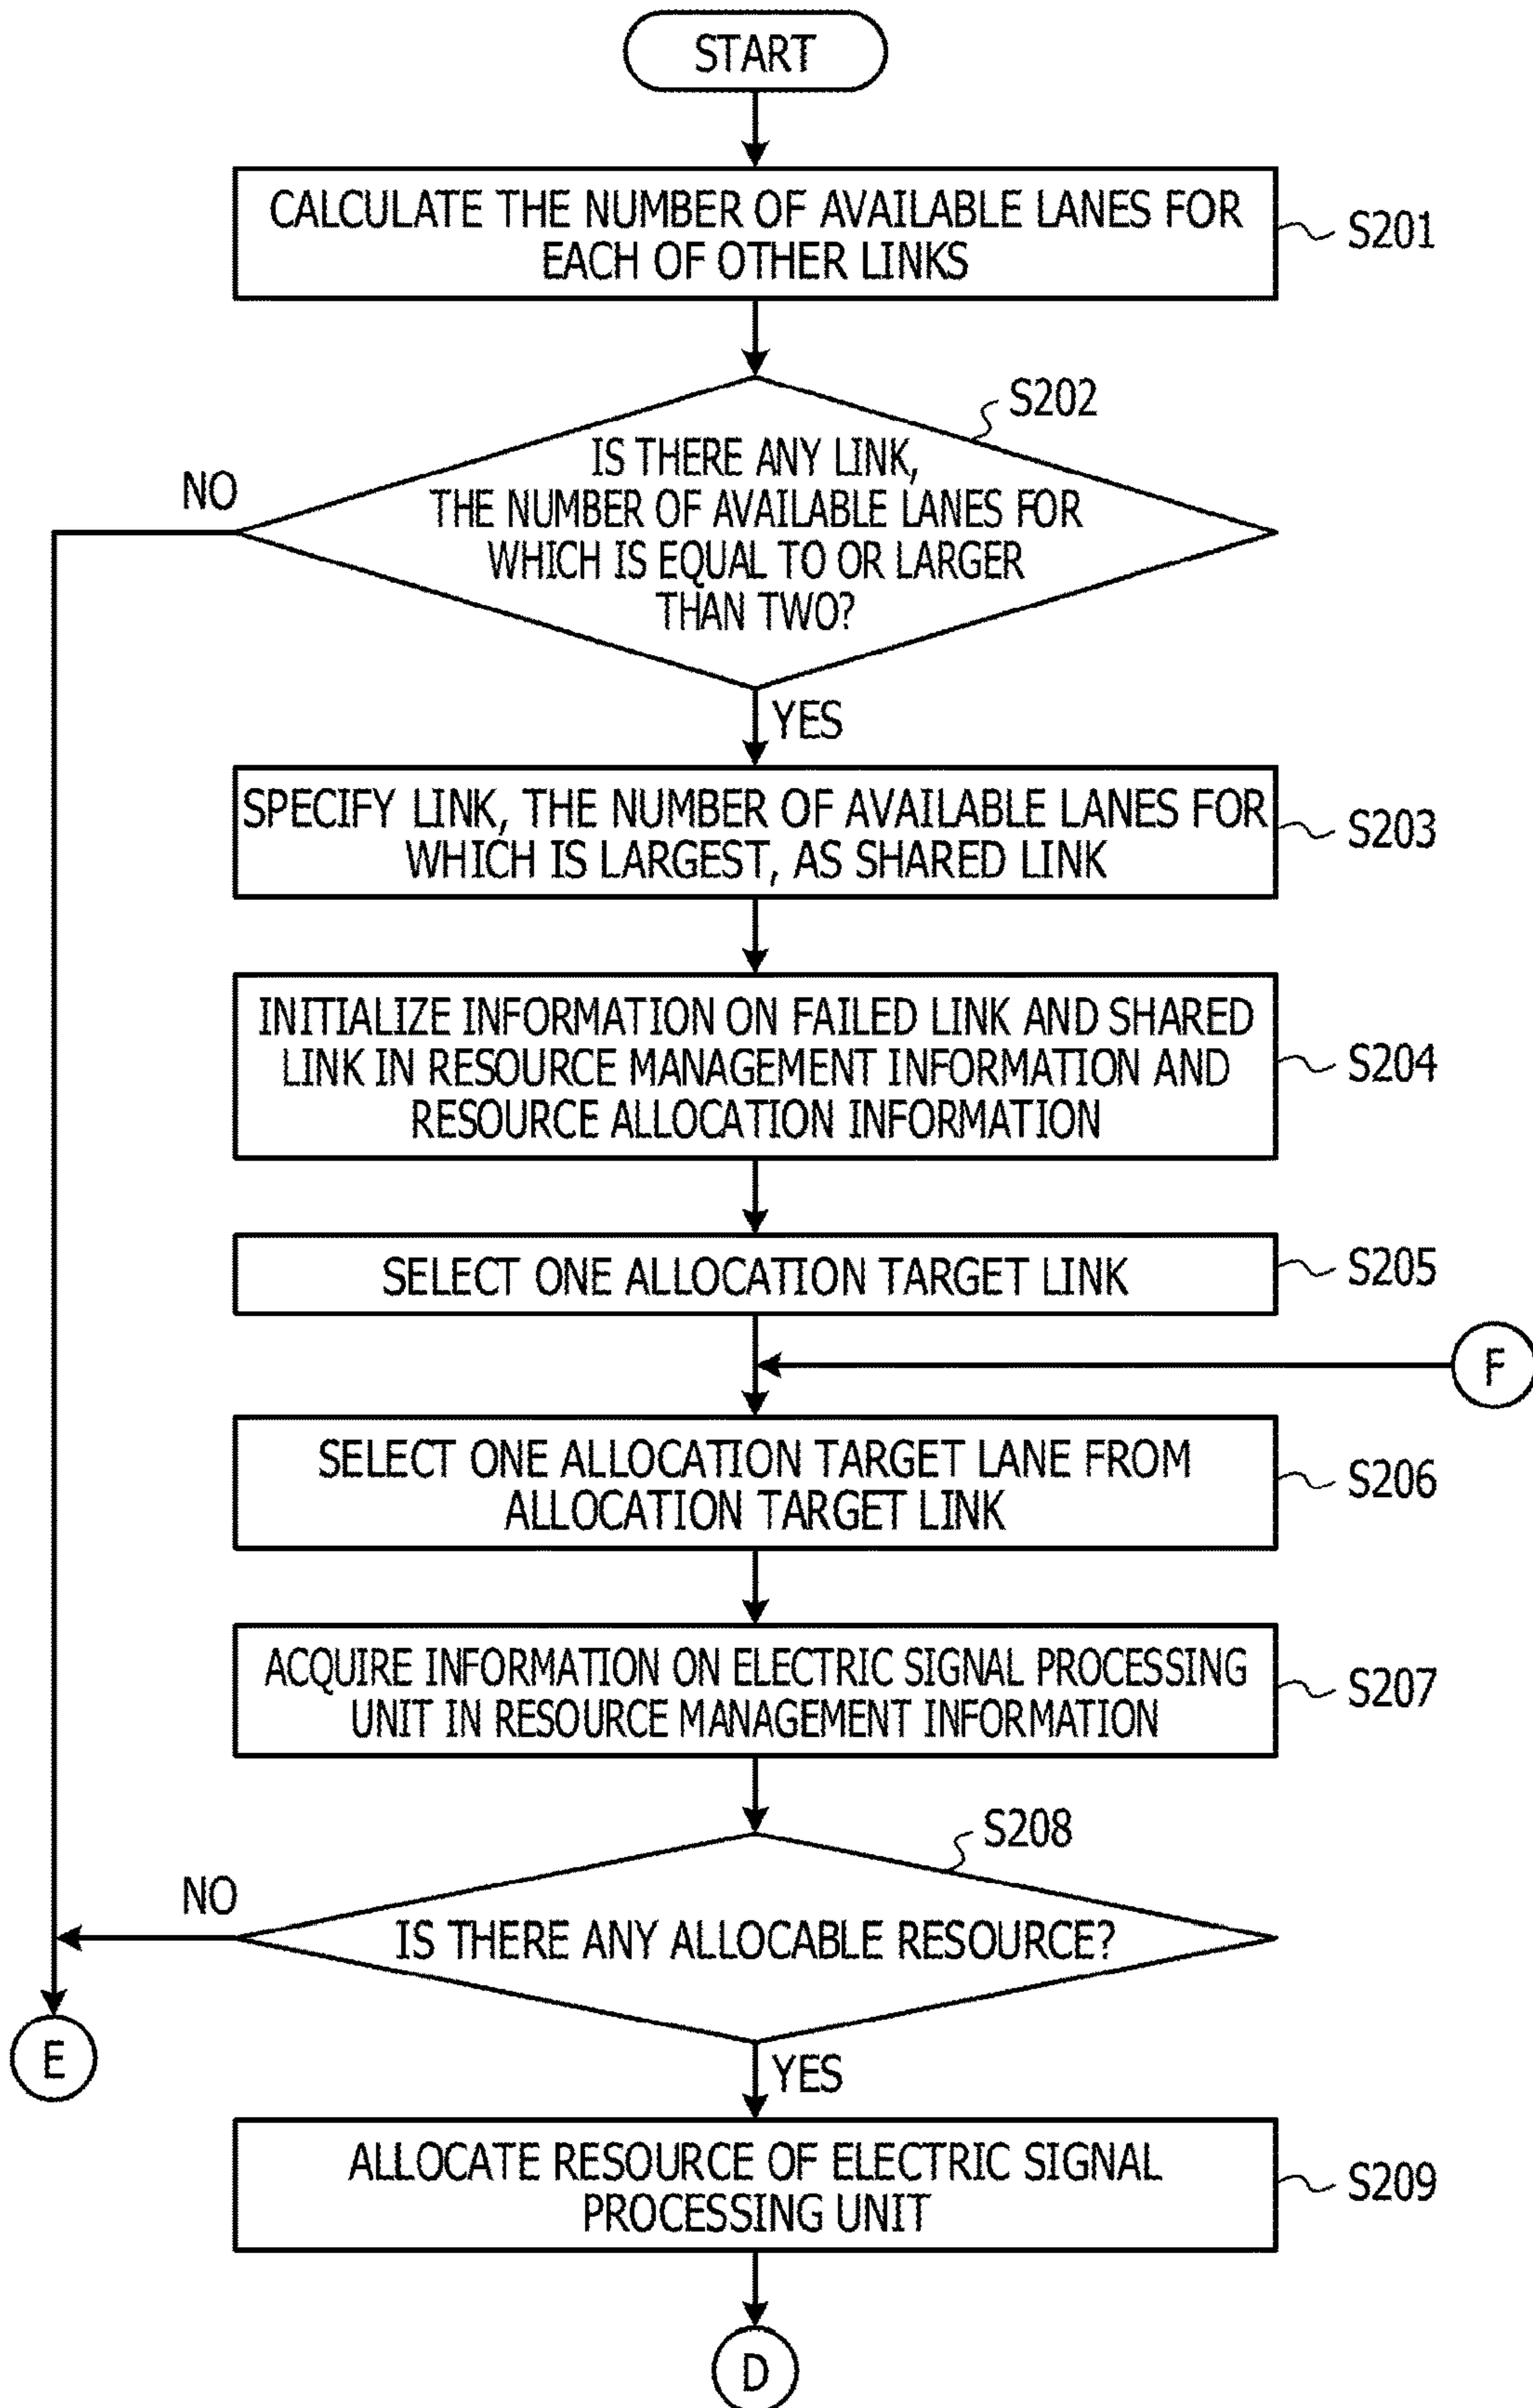 START
CALCULATE THE NUMBER OF AVAILABLE LANES FOR
EACH OF OTHER LINKS
S201
S202
IS THERE ANY LINK,
THE NUMBER OF AVAILABLE LANES FOR
WHICH IS EQUAL TO OR LARGER
THAN TWO?
NO
YES
SPECIFY LINK, THE NUMBER OF AVAILABLE LANES FOR
WHICH IS LARGEST, AS SHARED LINK
S203
INITIALIZE INFORMATION ON FAILED LINK AND SHARED
LINK IN RESOURCE MANAGEMENT INFORMATION AND
RESOURCE ALLOCATION INFORMATION
S204
SELECT ONE ALLOCATION TARGET LINK
S205
F
SELECT ONE ALLOCATION TARGET LANE FROM
ALLOCATION TARGET LINK
S206
ACQUIRE INFORMATION ON ELECTRIC SIGNAL PROCESSING
UNIT IN RESOURCE MANAGEMENT INFORMATION
S207
S208
IS THERE ANY ALLOCABLE RESOURCE?
NO
E
YES
ALLOCATE RESOURCE OF ELECTRIC SIGNAL
PROCESSING UNIT
S209
D